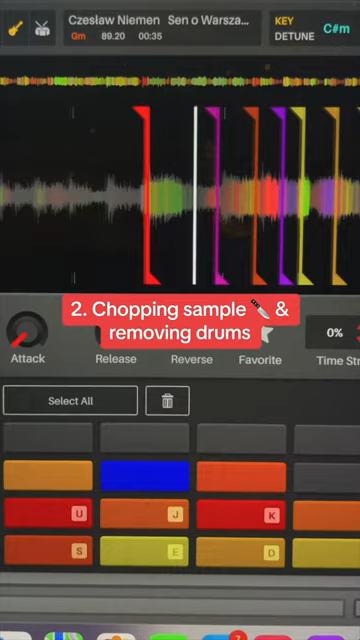 Czesław Niemen Sen o Warsza...
Gm 89.20 00:35
KEY
DETUNE
C#m
2. Chopping sample 🔪 &
removing drums
0%
Attack
Release
Reverse
Favorite
Time Str
Select All
U
J
K
S
E
D
7